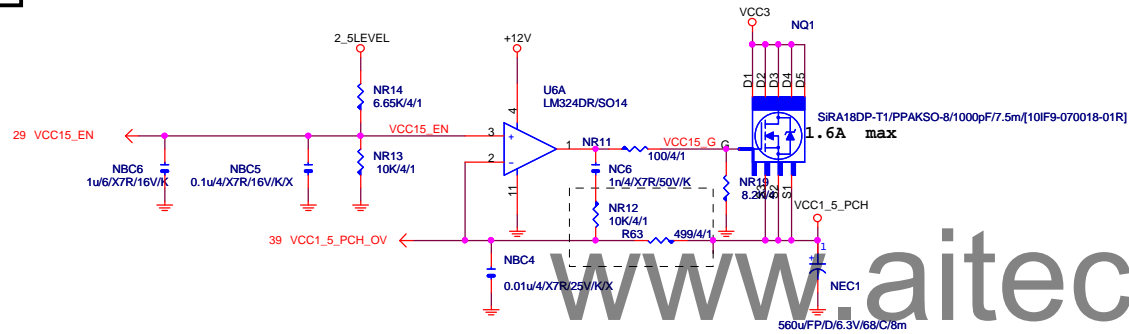 VCC3
NQ1
2_5LEVEL
+12V
D1
D2
D3
D4
D5
NR14
6.65K/4/1
U6A
LM324DR/SO14
SiRA18DP-T1/PPAKSO-8/1000pF/7.5m/[10IF9-070018-01R]
1.6A max
4
29 VCC15_EN
VCC15_EN
3
+
2
-
1
NR11
100/4/1
VCC15_G
G
11
NBC6
1u/6/X7R/16V/K
NBC5
0.1u/4/X7R/16V/K/X
NR13
10K/4/1
NC6
1n/4/X7R/50V/K
NR19
8.2K/4
S3
S2
S1
NR12
10K/4/1
VCC1_5_PCH
39 VCC1_5_PCH_OV
R63
499/4/1
NBC4
0.01u/4/X7R/25V/K/X
1
+
NEC1
560u/FP/D/6.3V/68/C/8m
www.aitec